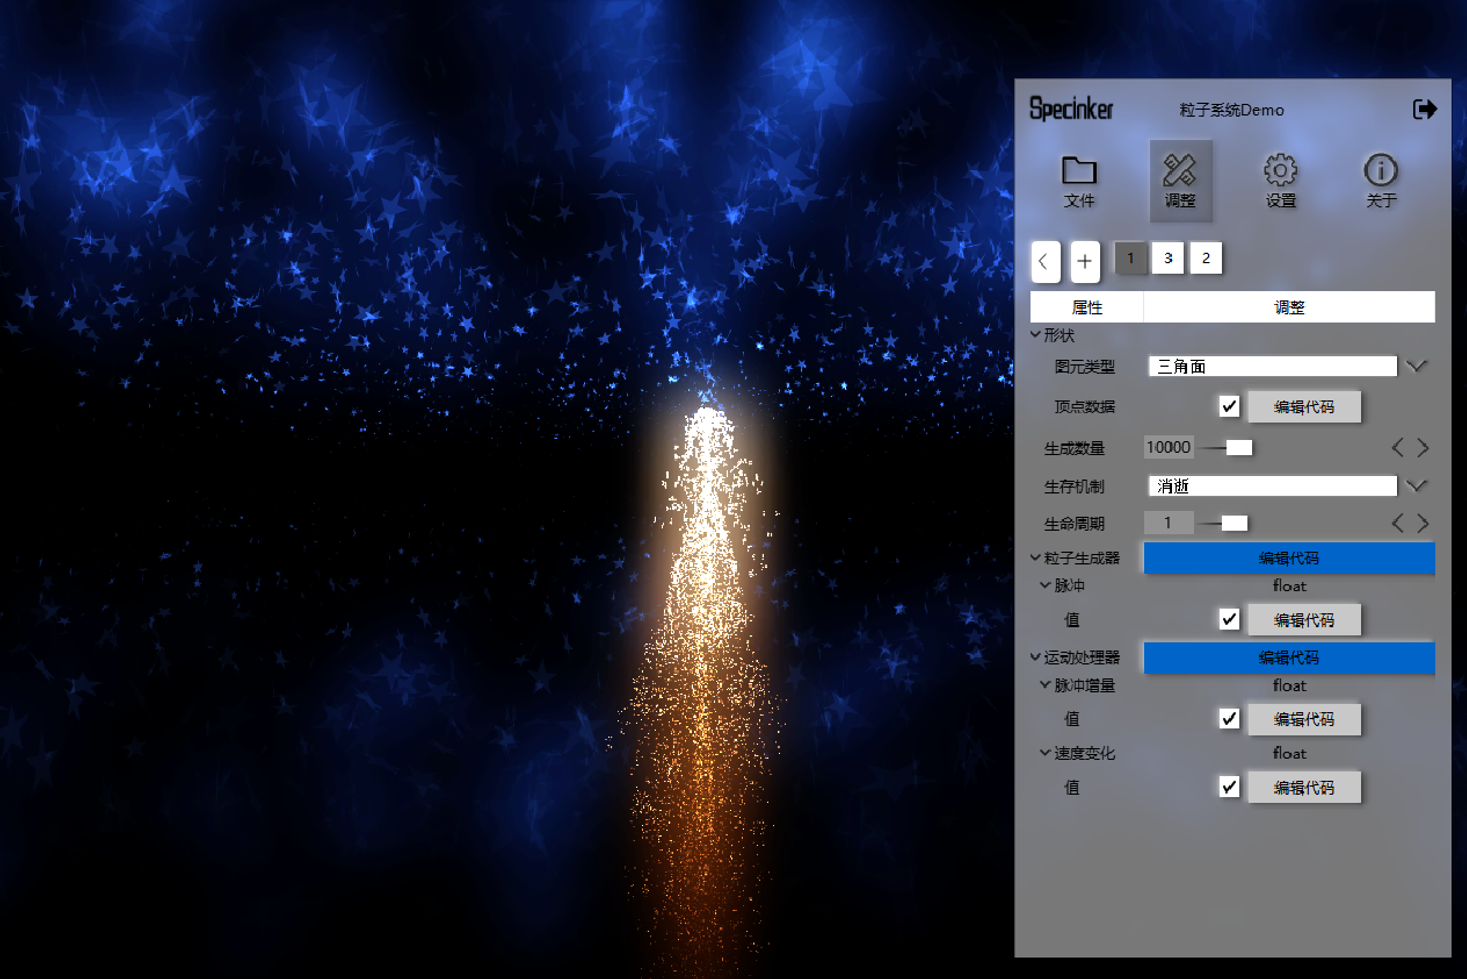 Specinker 粒子系统Demo
文件 调整 设置 关于
1 3 2
属性 调整
形状
图元类型 三角面
顶点数据 编辑代码
生成数量 10000
生存机制 消逝
生命周期 1
粒子生成器 编辑代码
脉冲 float
值 编辑代码
运动处理器 编辑代码
脉冲增量 float
值 编辑代码
速度变化 float
值 编辑代码